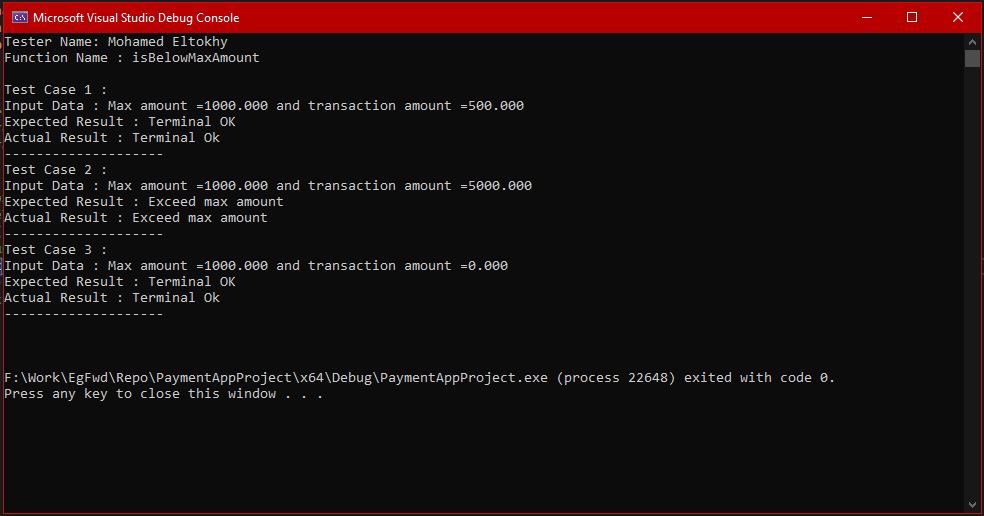 Microsoft Visual Studio Debug Console
Tester Name: Mohamed Eltokhy
Function Name : isBelowMaxAmount
Test Case 1 :
Input Data : Max amount =1000.000 and transaction amount =500.000
Expected Result : Terminal OK
Actual Result : Terminal Ok
--------------------
Test Case 2 :
Input Data : Max amount =1000.000 and transaction amount =5000.000
Expected Result : Exceed max amount
Actual Result : Exceed max amount
--------------------
Test Case 3 :
Input Data : Max amount =1000.000 and transaction amount =0.000
Expected Result : Terminal OK
Actual Result : Terminal Ok
--------------------
F:\Work\EgFwd\Repo\PaymentAppProject\x64\Debug\PaymentAppProject.exe (process 22648) exited with code 0.
Press any key to close this window . . .